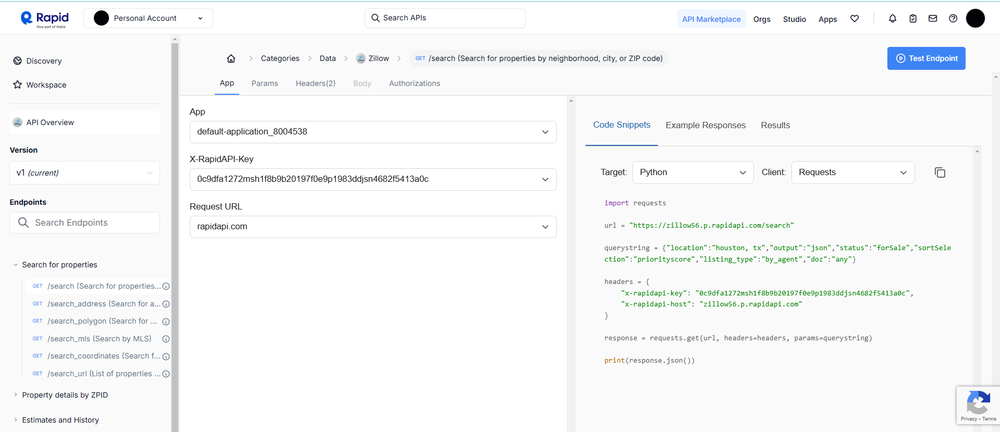 Rapid
Now part of Nokia
Personal Account
Search APIs
API Marketplace
Orgs
Studio
Apps
Discovery
Workspace
API Overview
Version
v1 (current)
Endpoints
Search Endpoints
Search for properties
GET /search (Search for properties...
GET /search_address (Search for a...
GET /search_polygon (Search for ...
GET /search_mls (Search by MLS)
GET /search_coordinates (Search f...
GET /search_url (List of properties ...
Property details by ZPID
Estimates and History
Categories
Data
Zillow
GET /search (Search for properties by neighborhood, city, or ZIP code)
Test Endpoint
App
Params
Headers(2)
Body
Authorizations
App
default-application_8004538
X-RapidAPI-Key
0c9dfa1272msh1f8b9b20197f0e9p1983ddjsn4682f5413a0c
Request URL
rapidapi.com
Code Snippets
Example Responses
Results
Target: Python
Client: Requests
import requests
url = "https://zillow56.p.rapidapi.com/search"
querystring = {"location":"houston, tx","output":"json","status":"forSale","sortSele
ction":"priorityscore","listing_type":"by_agent","doz":"any"}
headers = {
"x-rapidapi-key": "0c9dfa1272msh1f8b9b20197f0e9p1983ddjsn4682f5413a0c",
"x-rapidapi-host": "zillow56.p.rapidapi.com"
}
response = requests.get(url, headers=headers, params=querystring)
print(response.json())
Privacy - Terms